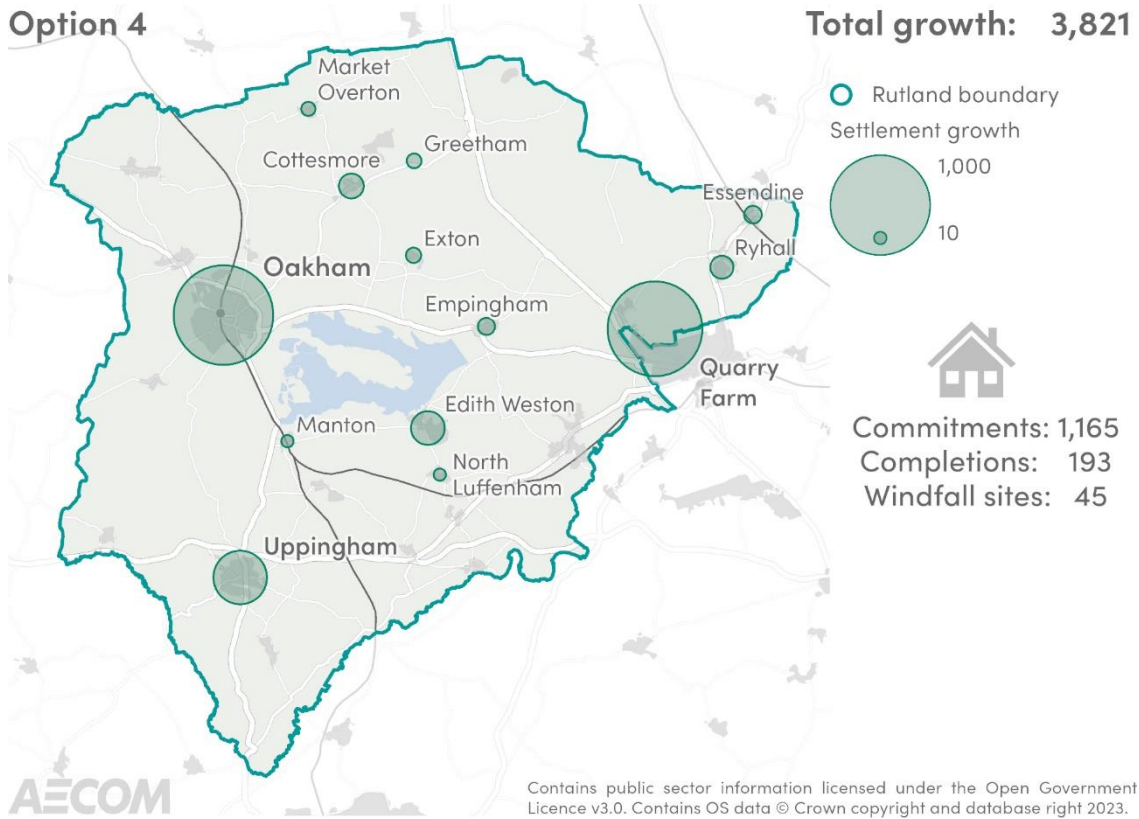 Option 4
Total growth: 3,821
Rutland boundary
Settlement growth
1,000
10
Market
Overton
Greetham
Cottesmore
Essendine
Exton
Ryhall
Oakham
Empingham
Quarry
Farm
Edith Weston
Manton
North
Luffenham
Uppingham
Commitments: 1,165
Completions: 193
Windfall sites: 45
AECOM
Contains public sector information licensed under the Open Government
Licence v3.0. Contains OS data © Crown copyright and database right 2023.